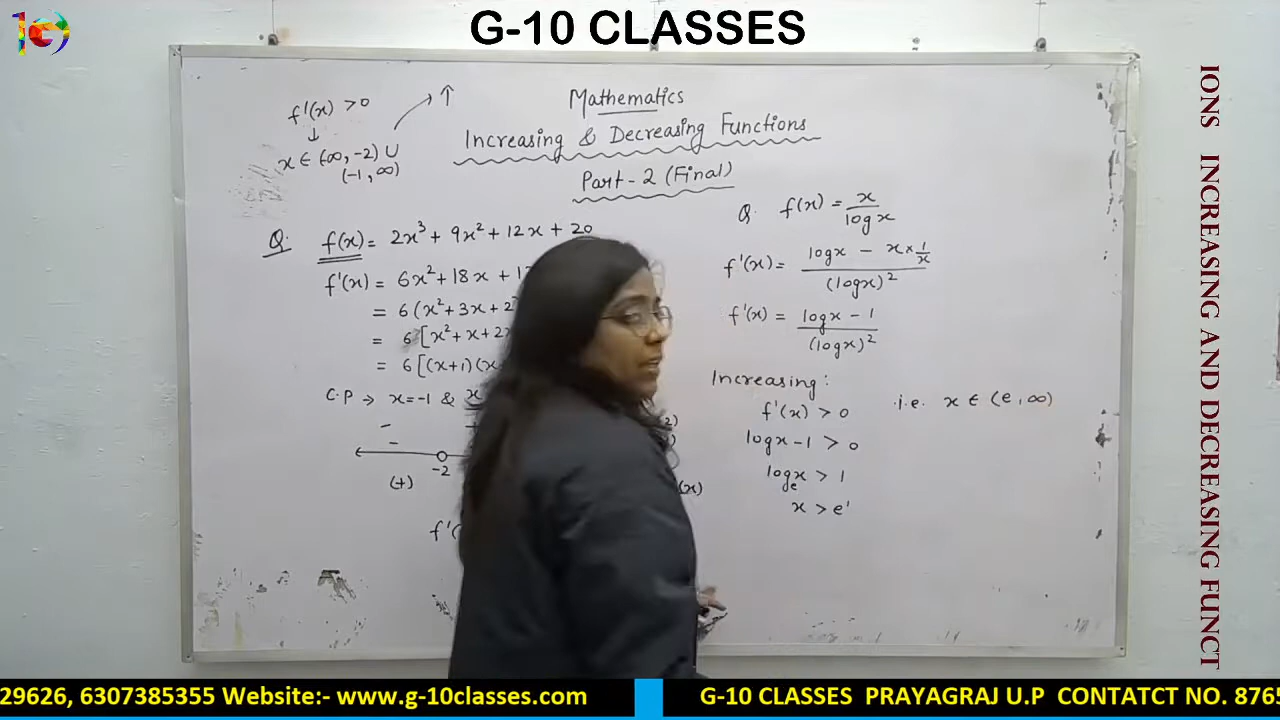 G-10 CLASSES
Mathematics
Increasing & Decreasing Functions
Part-2 (Final)
f'(x) > 0
↓
x ∈ (-∞, -2) ∪
(-1, ∞)
→ ↑
Q. f(x) = 2x³ + 9x² + 12x + 20
f'(x) = 6x² + 18x + 1
= 6(x² + 3x + 2
= 6[x² + x + 2x
= 6[(x+1)(x
C.P → x=-1 & x
-
-
-2
(+)
f'(
2)
(x)
Q. f(x) = x/log x
f'(x) = (log x - x × 1/x)/(log x)²
f'(x) = (log x - 1)/(log x)²
Increasing:
f'(x) > 0 i.e. x ∈ (e, ∞)
log x - 1 > 0
logₑx > 1
x > e¹
IONS INCREASING AND DECREASING FUNCT
29626, 6307385355 Website:- www.g-10classes.com
G-10 CLASSES PRAYAGRAJ U.P CONTATCT NO. 8765